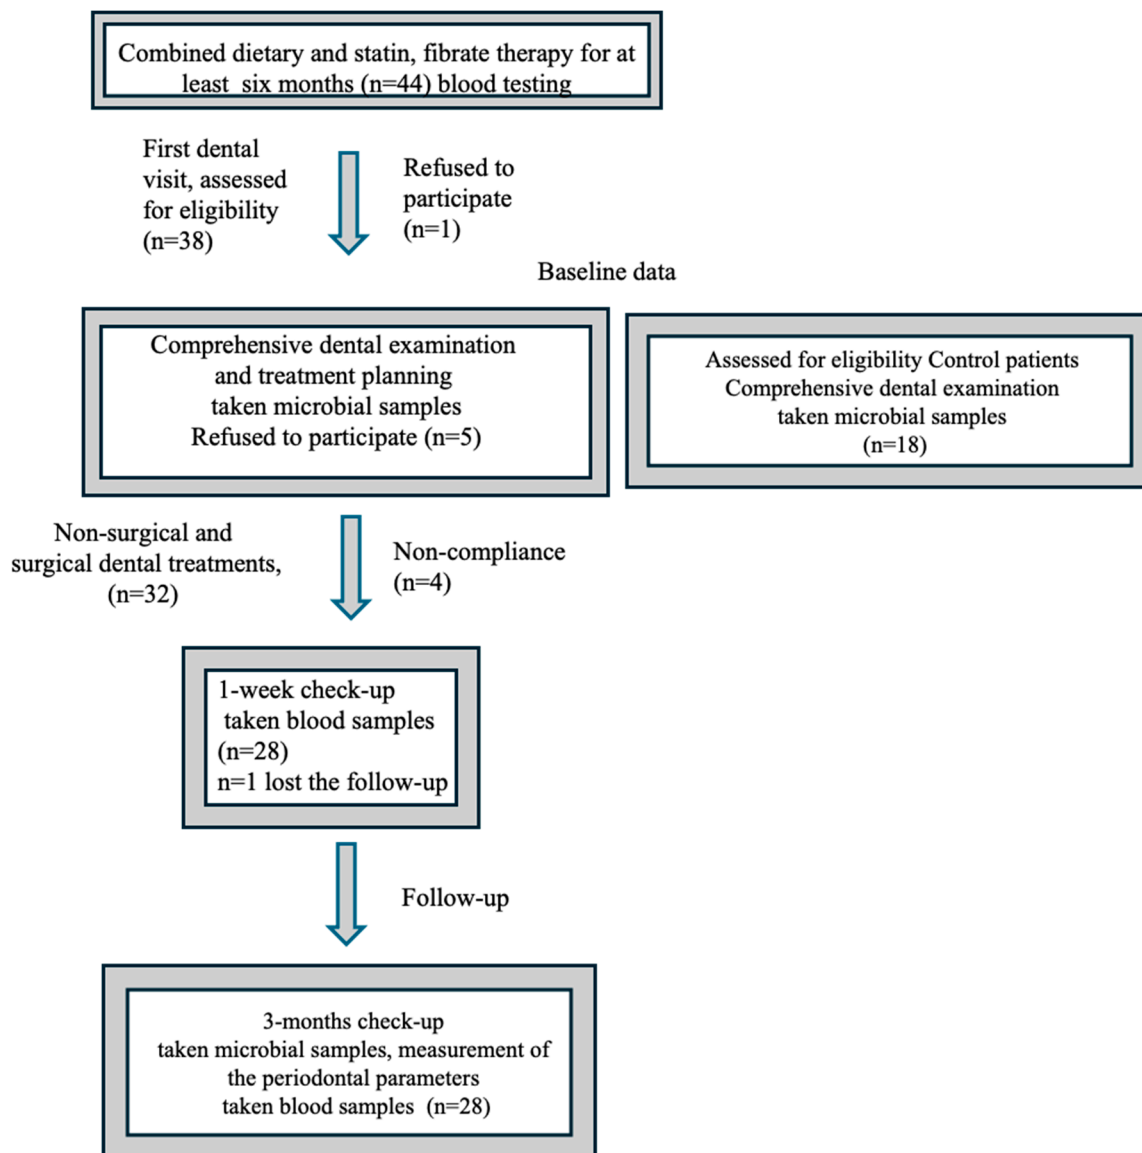 Combined dietary and statin, fibrate therapy for at
least six months (n=44) blood testing
First dental
visit, assessed
for eligibility
(n=38)
Refused to
participate
(n=1)
Baseline data
Comprehensive dental examination
and treatment planning
taken microbial samples
Refused to participate (n=5)
Assessed for eligibility Control patients
Comprehensive dental examination
taken microbial samples
(n=18)
Non-surgical and
surgical dental treatments,
(n=32)
Non-compliance
(n=4)
1-week check-up
taken blood samples
(n=28)
n=1 lost the follow-up
Follow-up
3-months check-up
taken microbial samples, measurement of
the periodontal parameters
taken blood samples (n=28)